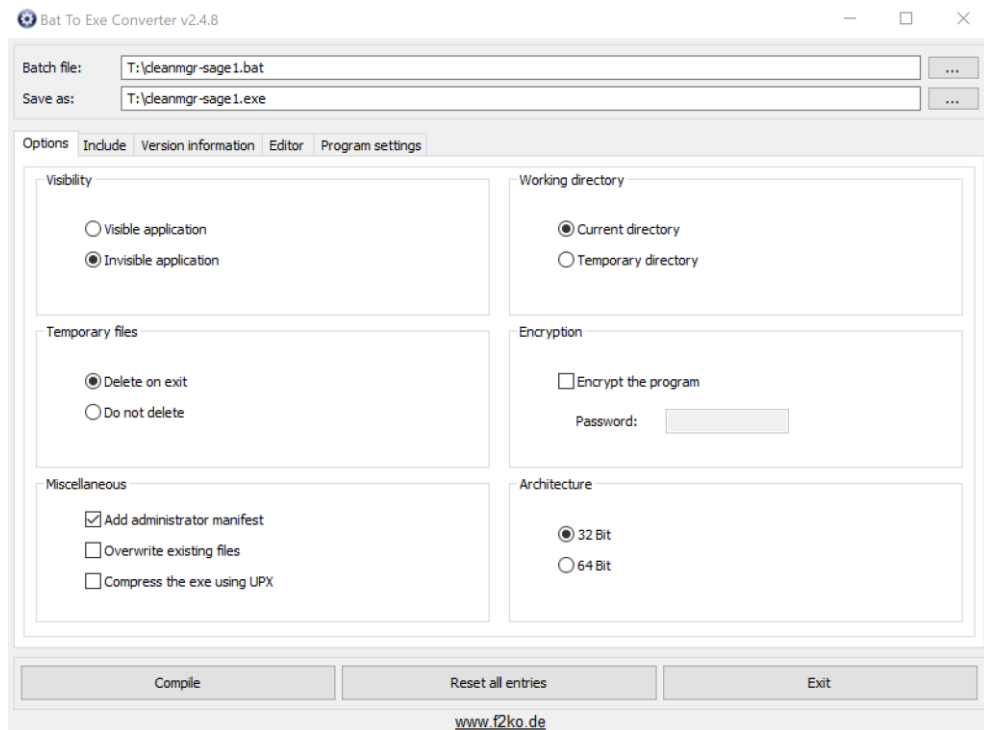 Bat To Exe Converter v2.4.8
Batch file: T:\cleanmgr-sage1.bat ...
Save as: T:\cleanmgr-sage1.exe ...
Options Include Version information Editor Program settings
Visibility
Visible application
Invisible application
Working directory
Current directory
Temporary directory
Temporary files
Delete on exit
Do not delete
Encryption
Encrypt the program
Password:
Miscellaneous
Add administrator manifest
Overwrite existing files
Compress the exe using UPX
Architecture
32 Bit
64 Bit
Compile Reset all entries Exit
www.f2ko.de